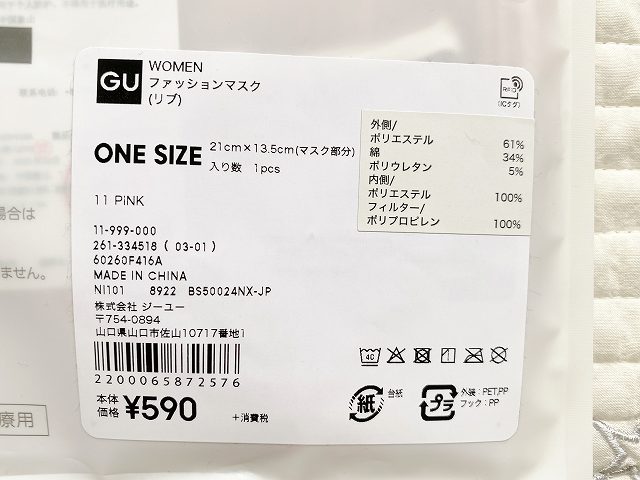 GU
WOMEN
ファッションマスク
(リブ)
RFID
(ICタグ)
ONE SIZE
21cm×13.5cm(マスク部分)
入り数 1pcs
外側/
ポリエステル 61%
綿 34%
ポリウレタン 5%
内側/
ポリエステル 100%
フィルター/
ポリプロピレン 100%
11 PINK
11-999-000
261-334518 ( 03-01 )
60260F416A
MADE IN CHINA
NI101 8922 BS50024NX-JP
株式会社 ジーユー
〒754-0894
山口県山口市佐山10717番地1
2200065872576
本体
価格 ¥590 +消費税
40
紙 台紙
プラ 外装:PET,PP
フック:PP
場合は
ません。
療用